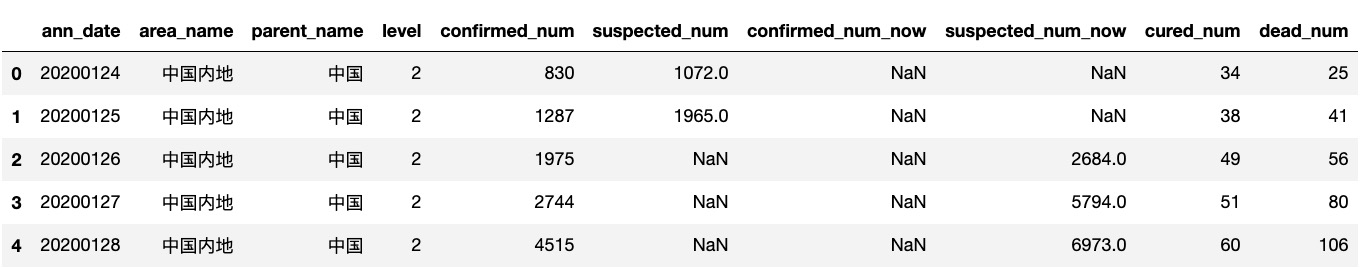 ann_date area_name parent_name level confirmed_num suspected_num confirmed_num_now suspected_num_now cured_num dead_num
0 20200124 中国内地 中国 2 830 1072.0 NaN NaN 34 25
1 20200125 中国内地 中国 2 1287 1965.0 NaN NaN 38 41
2 20200126 中国内地 中国 2 1975 NaN NaN 2684.0 49 56
3 20200127 中国内地 中国 2 2744 NaN NaN 5794.0 51 80
4 20200128 中国内地 中国 2 4515 NaN NaN 6973.0 60 106